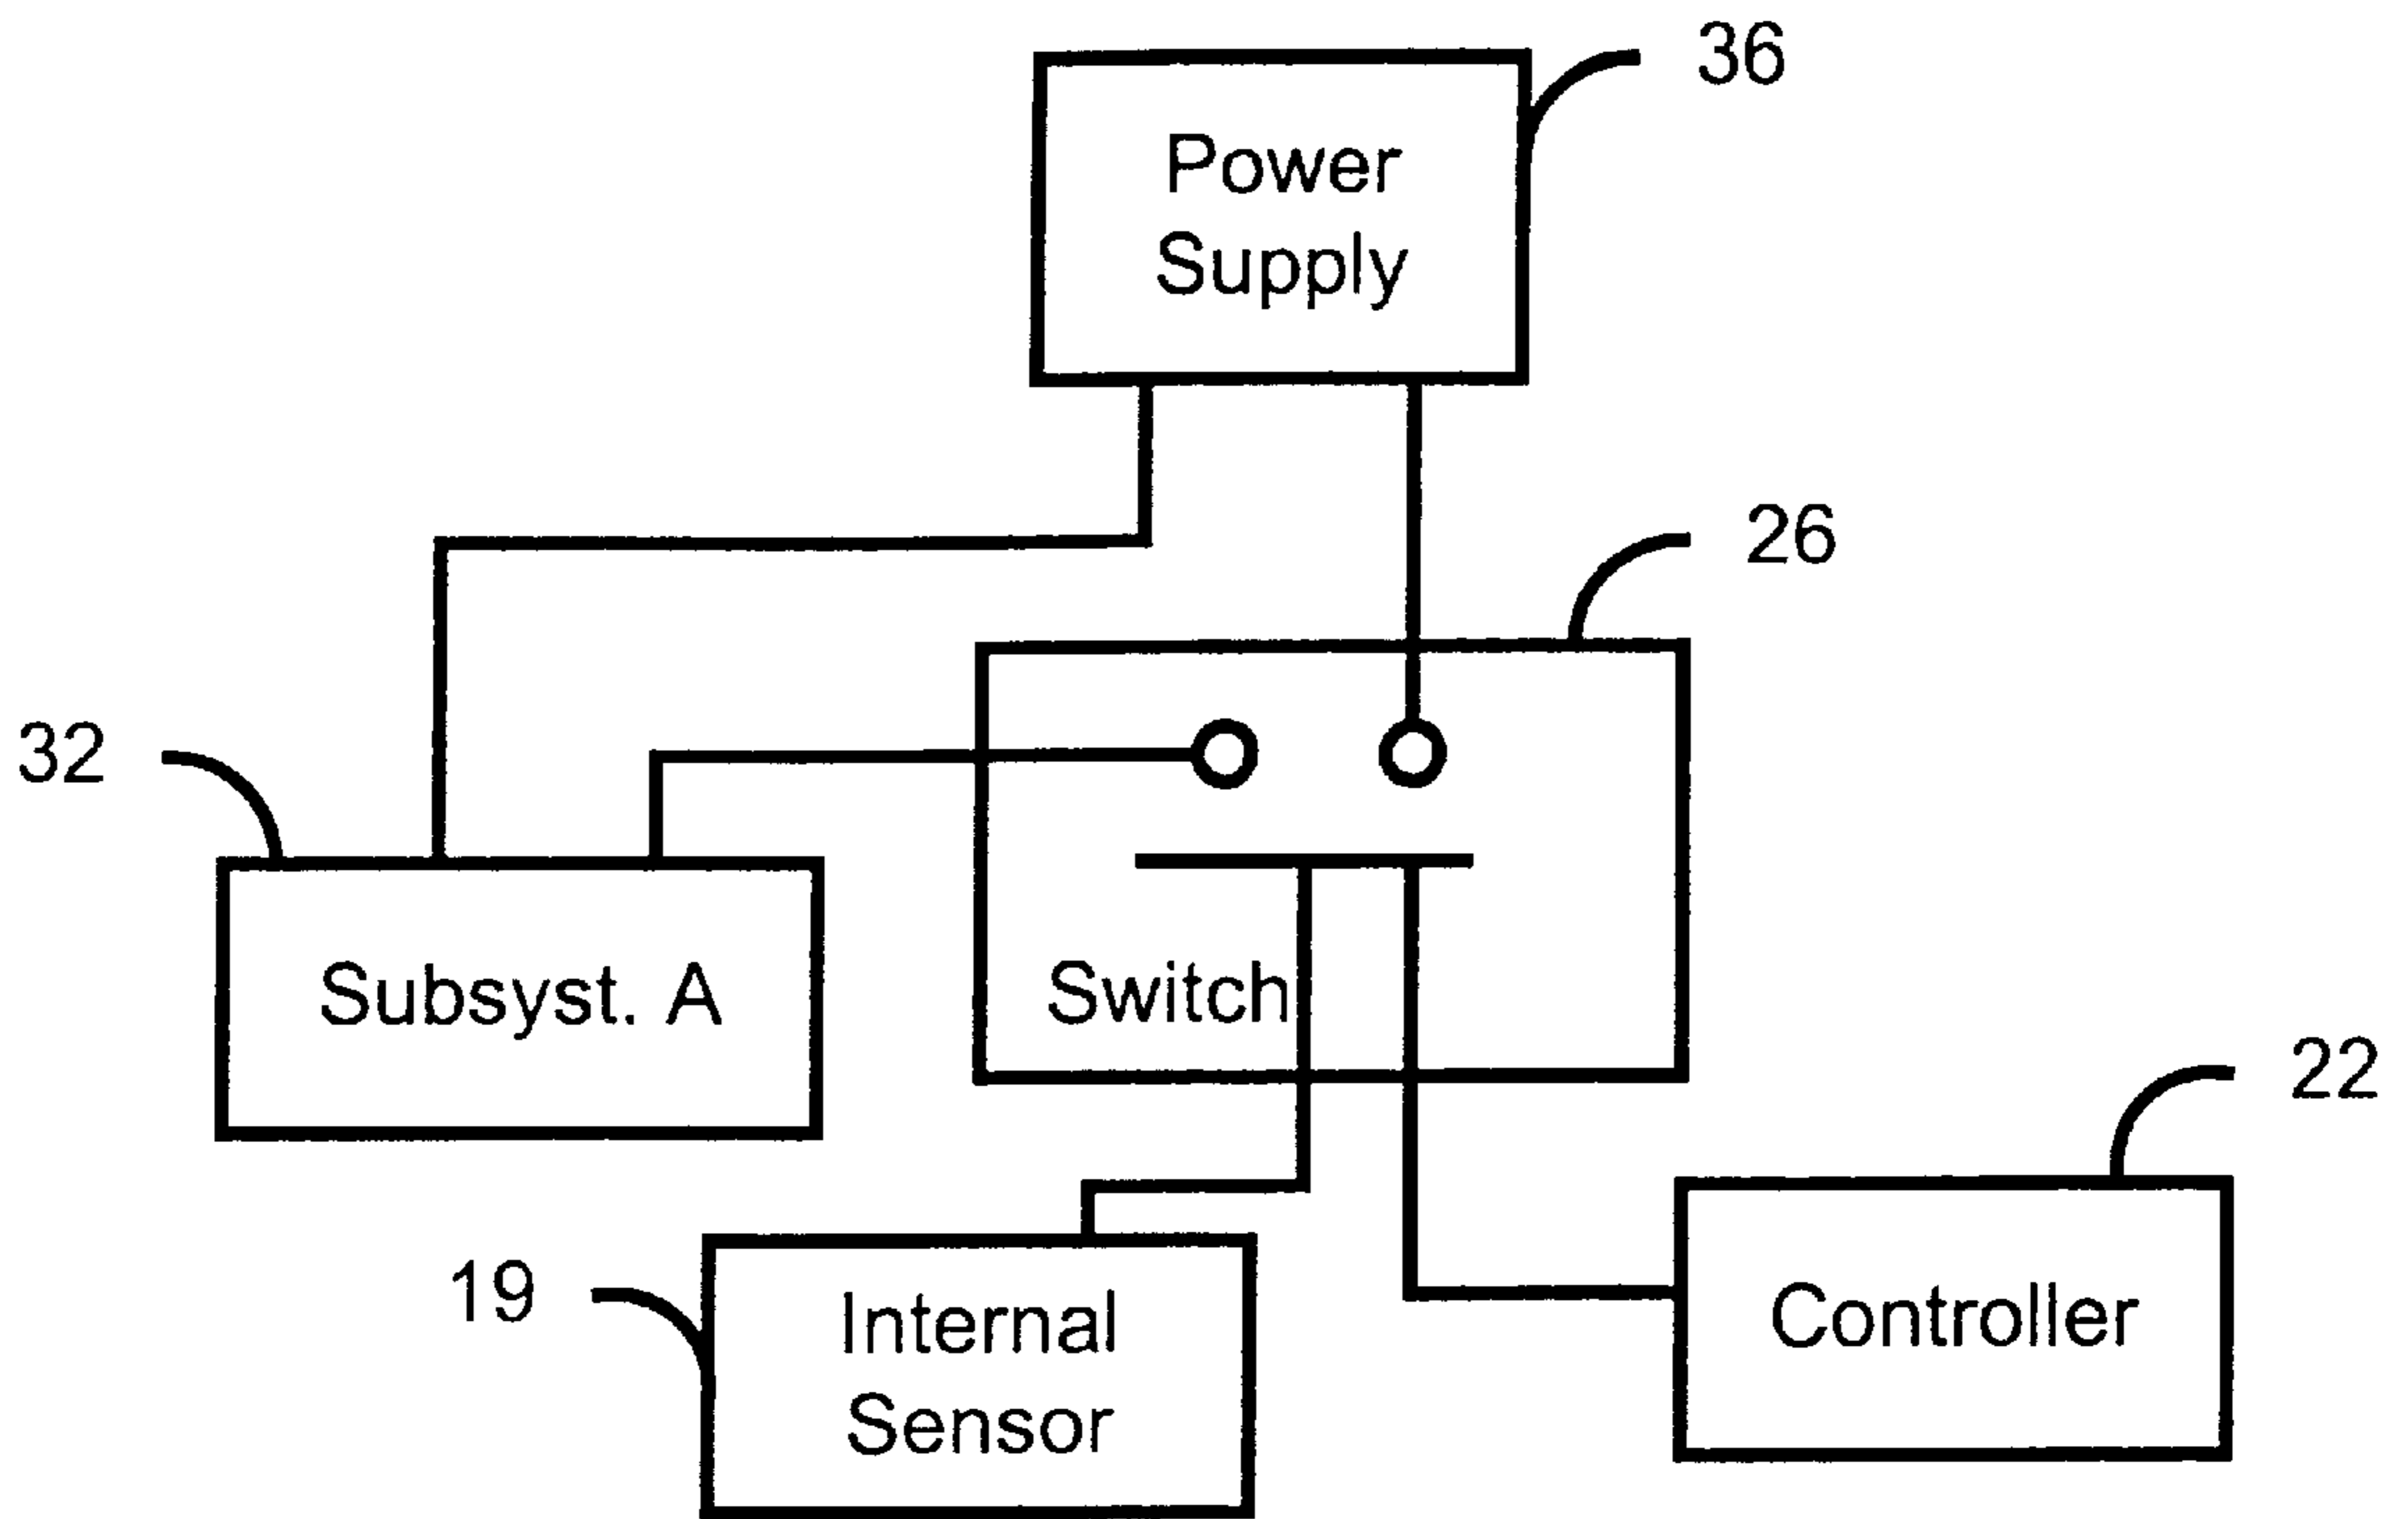 36
Power
Supply
26
32
Subsyst. A
Switch
22
19
Internal
Sensor
Controller